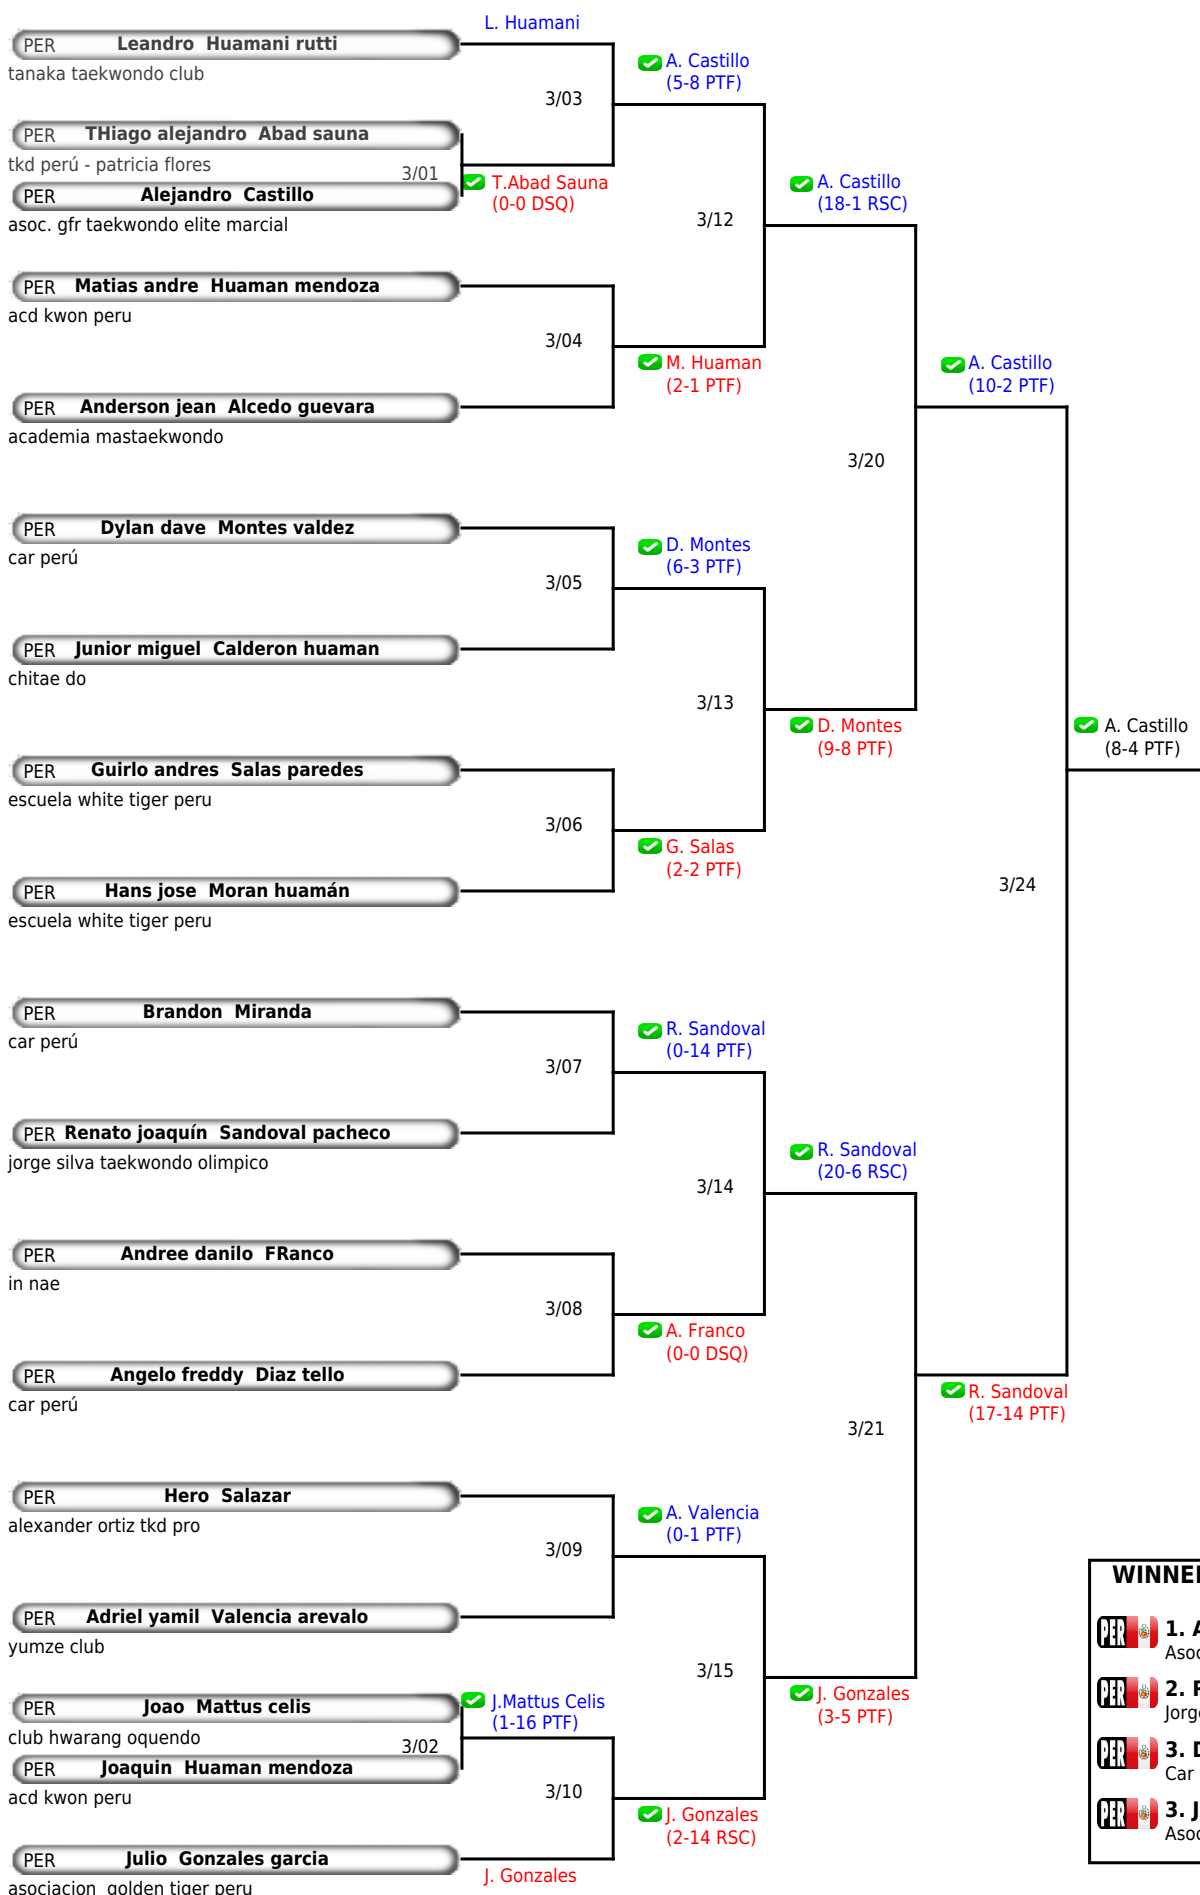 L. Huamani
PER Leandro  Huamani rutti
tanaka taekwondo club
A. Castillo
(5-8 PTF)
3/03
PER THiago alejandro  Abad sauna
tkd perú - patricia flores
3/01
T.Abad Sauna
(0-0 DSQ)
PER Alejandro  Castillo
asoc. gfr taekwondo elite marcial
A. Castillo
(18-1 RSC)
3/12
PER Matias andre  Huaman mendoza
acd kwon peru
3/04
M. Huaman
(2-1 PTF)
A. Castillo
(10-2 PTF)
PER Anderson jean  Alcedo guevara
academia mastaekwondo
3/20
PER Dylan dave  Montes valdez
car perú
D. Montes
(6-3 PTF)
3/05
PER Junior miguel  Calderon huaman
chitae do
3/13
D. Montes
(9-8 PTF)
A. Castillo
(8-4 PTF)
PER Guirlo andres  Salas paredes
escuela white tiger peru
3/06
G. Salas
(2-2 PTF)
3/24
PER Hans jose  Moran huamán
escuela white tiger peru
PER Brandon  Miranda
car perú
R. Sandoval
(0-14 PTF)
3/07
PER Renato joaquín  Sandoval pacheco
jorge silva taekwondo olimpico
R. Sandoval
(20-6 RSC)
3/14
PER Andree danilo  FRanco
in nae
3/08
A. Franco
(0-0 DSQ)
PER Angelo freddy  Diaz tello
car perú
R. Sandoval
(17-14 PTF)
3/21
PER Hero  Salazar
alexander ortiz tkd pro
A. Valencia
(0-1 PTF)
3/09
PER Adriel yamil  Valencia arevalo
yumze club
3/15
J. Gonzales
(3-5 PTF)
PER Joao  Mattus celis
club hwarang oquendo
3/02
J.Mattus Celis
(1-16 PTF)
PER Joaquin  Huaman mendoza
acd kwon peru
3/10
J. Gonzales
(2-14 RSC)
PER Julio  Gonzales garcia
asociacion  golden tiger peru
J. Gonzales
WINNE
PER 1. A
Asoc
PER 2.
Jorg
PER 3. D
Car
PER 3. J
Asoc